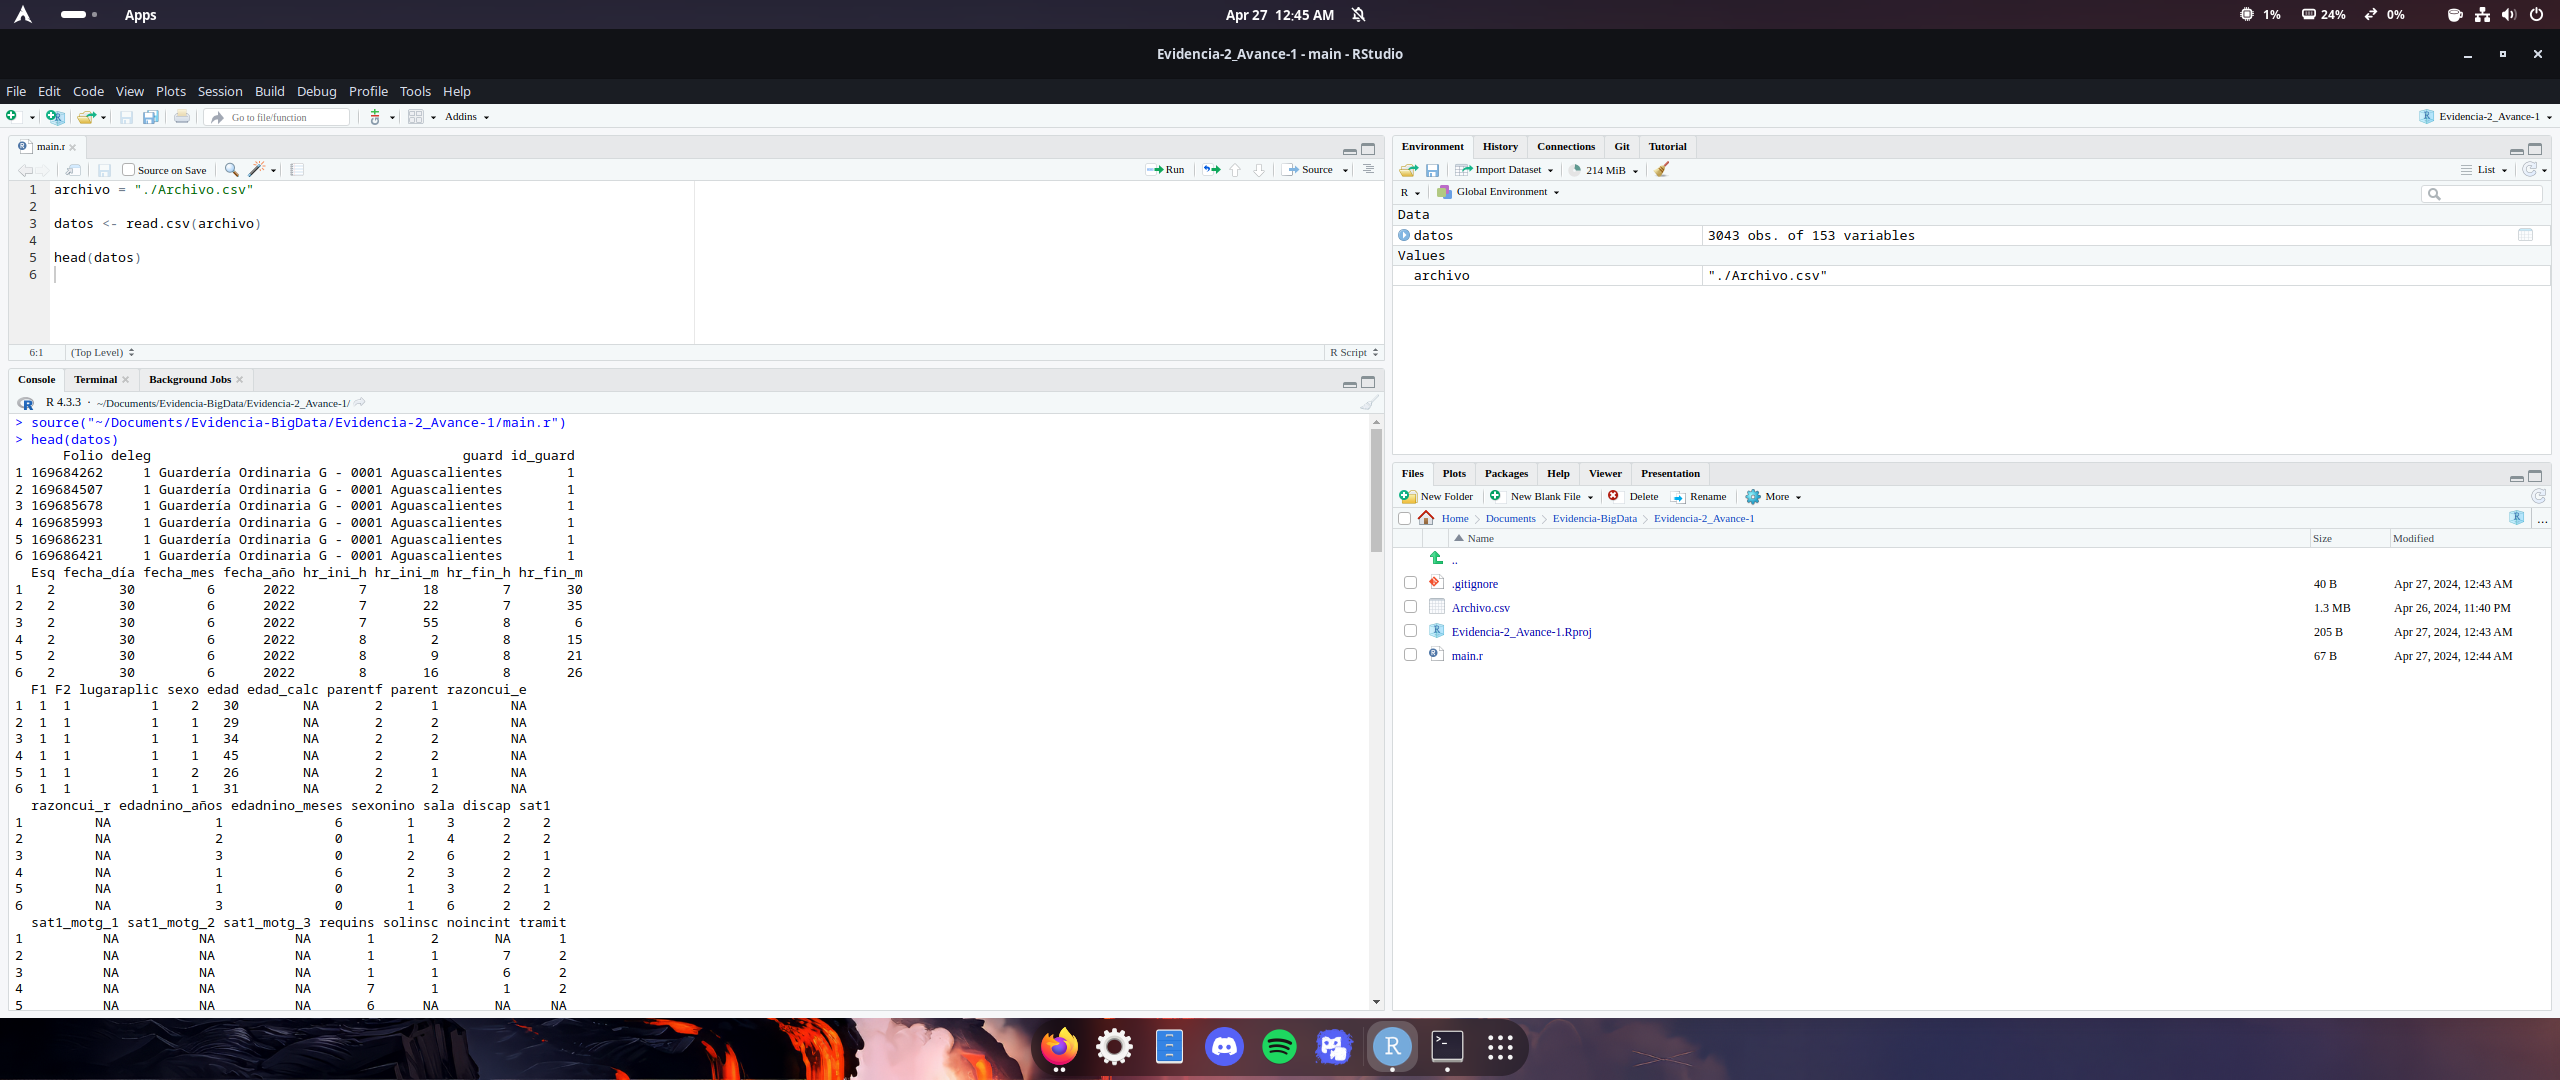 Apps
Apr 27 12:45 AM
1% 24% 0%
Evidencia-2_Avance-1 - main - RStudio
File Edit Code View Plots Session Build Debug Profile Tools Help
Go to file/function Addins Evidencia-2_Avance-1
main.r
Source on Save Run Source
1 archivo = "./Archivo.csv"
2
3 datos <- read.csv(archivo)
4
5 head(datos)
6
6:1 (Top Level) R Script
Console Terminal Background Jobs
R 4.3.3 · ~/Documents/Evidencia-BigData/Evidencia-2_Avance-1/
> source("~/Documents/Evidencia-BigData/Evidencia-2_Avance-1/main.r")
> head(datos)
Folio deleg guard id_guard
1 169684262 1 Guardería Ordinaria G - 0001 Aguascalientes 1
2 169684507 1 Guardería Ordinaria G - 0001 Aguascalientes 1
3 169685678 1 Guardería Ordinaria G - 0001 Aguascalientes 1
4 169685993 1 Guardería Ordinaria G - 0001 Aguascalientes 1
5 169686231 1 Guardería Ordinaria G - 0001 Aguascalientes 1
6 169686421 1 Guardería Ordinaria G - 0001 Aguascalientes 1
Esq fecha_día fecha_mes fecha_año hr_ini_h hr_ini_m hr_fin_h hr_fin_m
1 2 30 6 2022 7 18 7 30
2 2 30 6 2022 7 22 7 35
3 2 30 6 2022 7 55 8 6
4 2 30 6 2022 8 2 8 15
5 2 30 6 2022 8 9 8 21
6 2 30 6 2022 8 16 8 26
F1 F2 lugaraplic sexo edad edad_calc parentf parent razoncui_e
1 1 1 1 2 30 NA 2 1 NA
2 1 1 1 1 29 NA 2 2 NA
3 1 1 1 1 34 NA 2 2 NA
4 1 1 1 1 45 NA 2 2 NA
5 1 1 1 2 26 NA 2 1 NA
6 1 1 1 1 31 NA 2 2 NA
razoncui_r edadnino_años edadnino_meses sexonino sala discap sat1
1 NA 1 6 1 3 2 2
2 NA 2 0 1 4 2 2
3 NA 3 0 2 6 2 1
4 NA 1 6 2 3 2 2
5 NA 1 0 1 3 2 1
6 NA 3 0 1 6 2 2
sat1_motg_1 sat1_motg_2 sat1_motg_3 requins solinsc noincint tramit
1 NA NA NA 1 2 NA 1
2 NA NA NA 1 1 7 2
3 NA NA NA 1 1 6 2
4 NA NA NA 7 1 1 2
5 NA NA NA 6 NA NA NA
Environment History Connections Git Tutorial
Import Dataset 214 MiB List
R Global Environment
Data
datos 3043 obs. of 153 variables
Values
archivo "./Archivo.csv"
Files Plots Packages Help Viewer Presentation
New Folder New Blank File Delete Rename More
Home Documents Evidencia-BigData Evidencia-2_Avance-1 ...
Name Size Modified
..
.gitignore 40 B Apr 27, 2024, 12:43 AM
Archivo.csv 1.3 MB Apr 26, 2024, 11:40 PM
Evidencia-2_Avance-1.Rproj 205 B Apr 27, 2024, 12:43 AM
main.r 67 B Apr 27, 2024, 12:44 AM
R >_